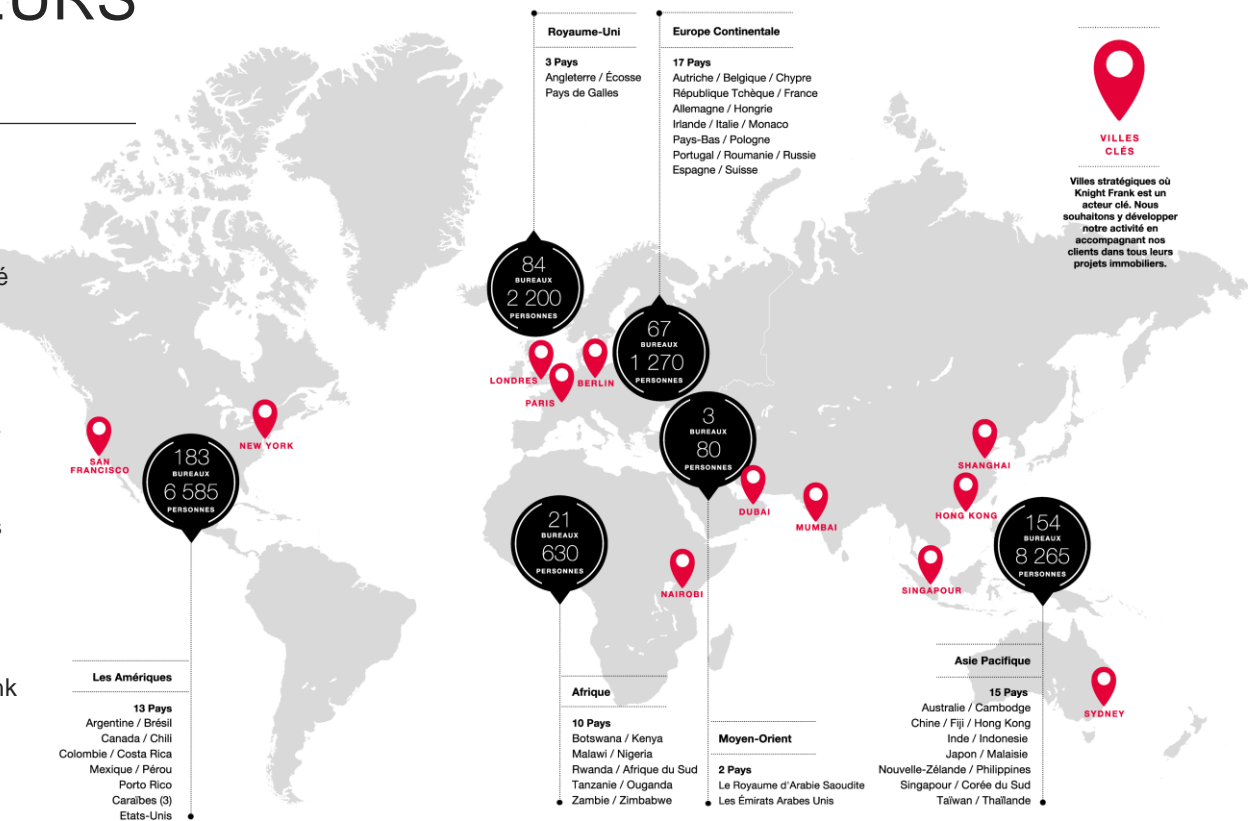 EURS
é
s
nk
Royaume-Uni
3 Pays
Angleterre / Écosse
Pays de Galles
Europe Continentale
17 Pays
Autriche / Belgique / Chypre
République Tchèque / France
Allemagne / Hongrie
Irlande / Italie / Monaco
Pays-Bas / Pologne
Portugal / Roumanie / Russie
Espagne / Suisse
VILLES
CLÉS
Villes stratégiques où
Knight Frank est un
acteur clé. Nous
souhaitons y développer
notre activité en
accompagnant nos
clients dans tous leurs
projets immobiliers.
84
BUREAUX
2 200
PERSONNES
67
BUREAUX
1 270
PERSONNES
LONDRES
BERLIN
PARIS
3
BUREAUX
80
PERSONNES
SAN
FRANCISCO
NEW YORK
183
BUREAUX
6 585
PERSONNES
21
BUREAUX
630
PERSONNES
DUBAI
MUMBAI
NAIROBI
SHANGHAI
HONG KONG
SINGAPOUR
154
BUREAUX
8 265
PERSONNES
SYDNEY
Les Amériques
13 Pays
Argentine / Brésil
Canada / Chili
Colombie / Costa Rica
Mexique / Pérou
Porto Rico
Caraïbes (3)
Etats-Unis
Afrique
10 Pays
Botswana / Kenya
Malawi / Nigeria
Rwanda / Afrique du Sud
Tanzanie / Ouganda
Zambie / Zimbabwe
Moyen-Orient
2 Pays
Le Royaume d'Arabie Saoudite
Les Émirats Arabes Unis
Asie Pacifique
15 Pays
Australie / Cambodge
Chine / Fiji / Hong Kong
Inde / Indonesie
Japon / Malaisie
Nouvelle-Zélande / Philippines
Singapour / Corée du Sud
Taïwan / Thaïlande